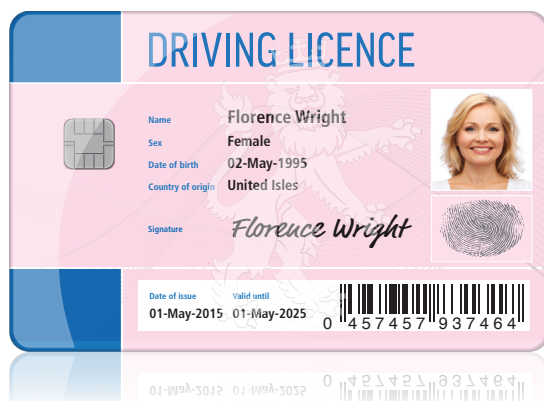 DRIVING LICENCE
Name Florence Wright
Sex Female
Date of birth 02-May-1995
Country of origin United Isles
Signature Florence Wright
Date of issue Valid until
01-May-2015 01-May-2025
0 457457 937464